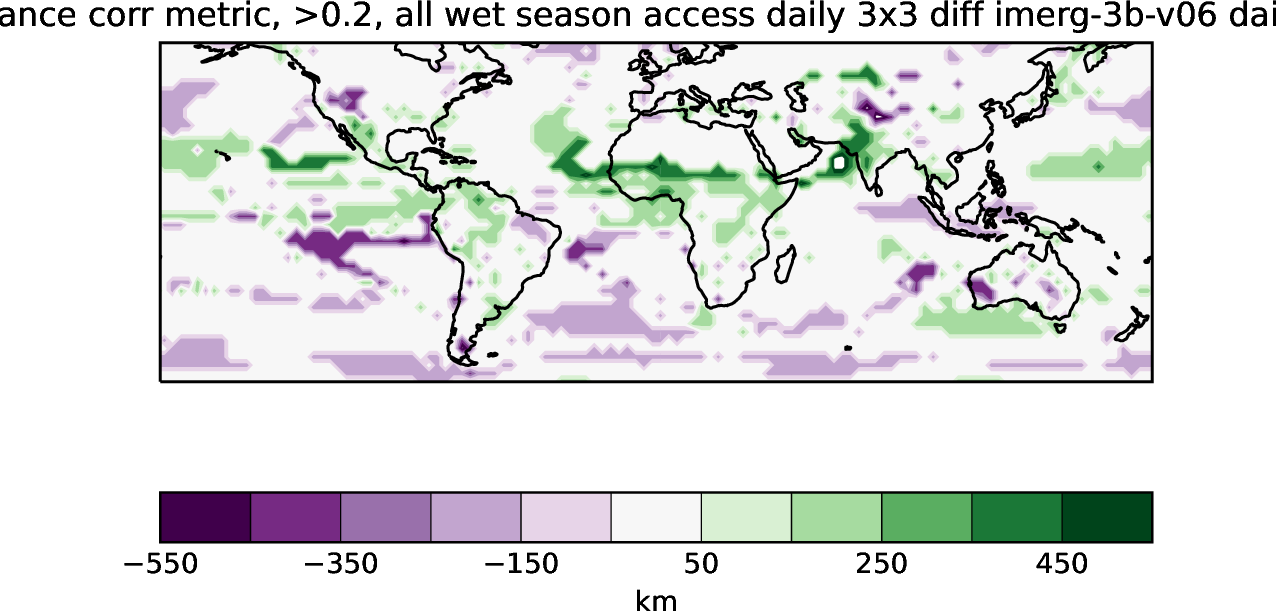 ance corr metric, >0.2, all wet season access daily 3x3 diff imerg-3b-v06 dai
−550 −350 −150 50 250 450
km